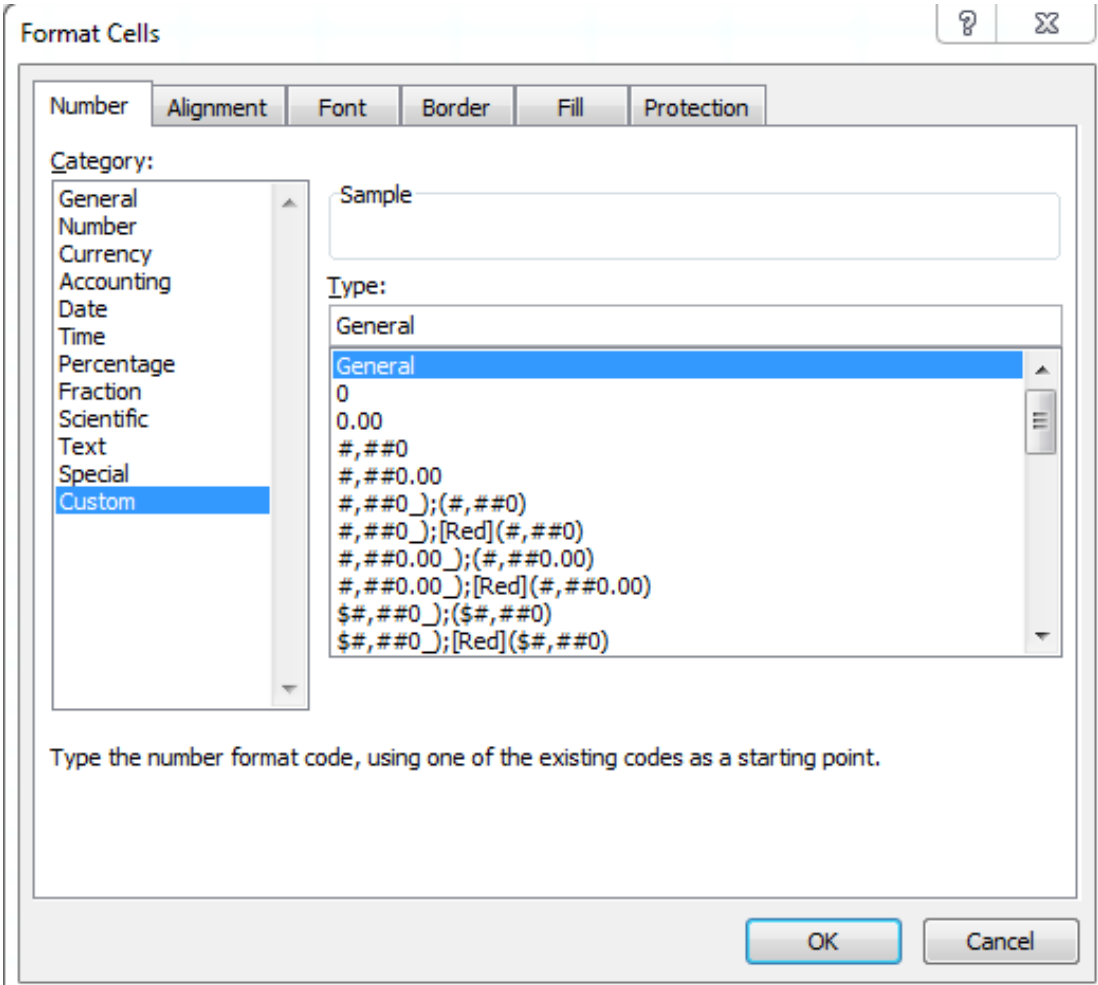 Format Cells
Number Alignment Font Border Fill Protection
Category:
General
Number
Currency
Accounting
Date
Time
Percentage
Fraction
Scientific
Text
Special
Custom
Sample
Type:
General
General
0
0.00
#,##0
#,##0.00
#,##0_);(#,##0)
#,##0_);[Red](#,##0)
#,##0.00_);(#,##0.00)
#,##0.00_);[Red](#,##0.00)
$#,##0_);($#,##0)
$#,##0_);[Red]($#,##0)
Type the number format code, using one of the existing codes as a starting point.
OK Cancel